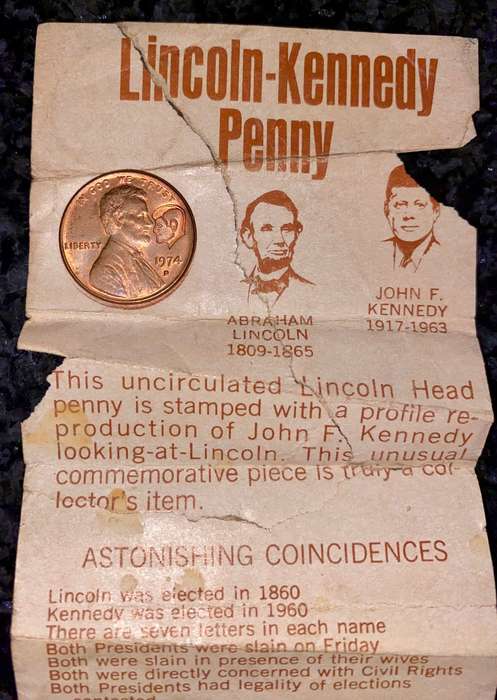 Lincoln-Kennedy
Penny
IN GOD WE TRUST
LIBERTY
1974
D
ABRAHAM
LINCOLN
1809-1865
JOHN F.
KENNEDY
1917-1963
This uncirculated Lincoln Head
penny is stamped with a profile re-
production of John F. Kennedy
looking-at-Lincoln. This unusual
commemorative piece is truly a col-
lector's item.
ASTONISHING COINCIDENCES
Lincoln was elected in 1860
Kennedy was elected in 1960
There are seven letters in each name
Both Presidents were slain on Friday
Both were slain in presence of their wives
Both were directly concerned with Civil Rights
Both Presidents had legality of elections
contested